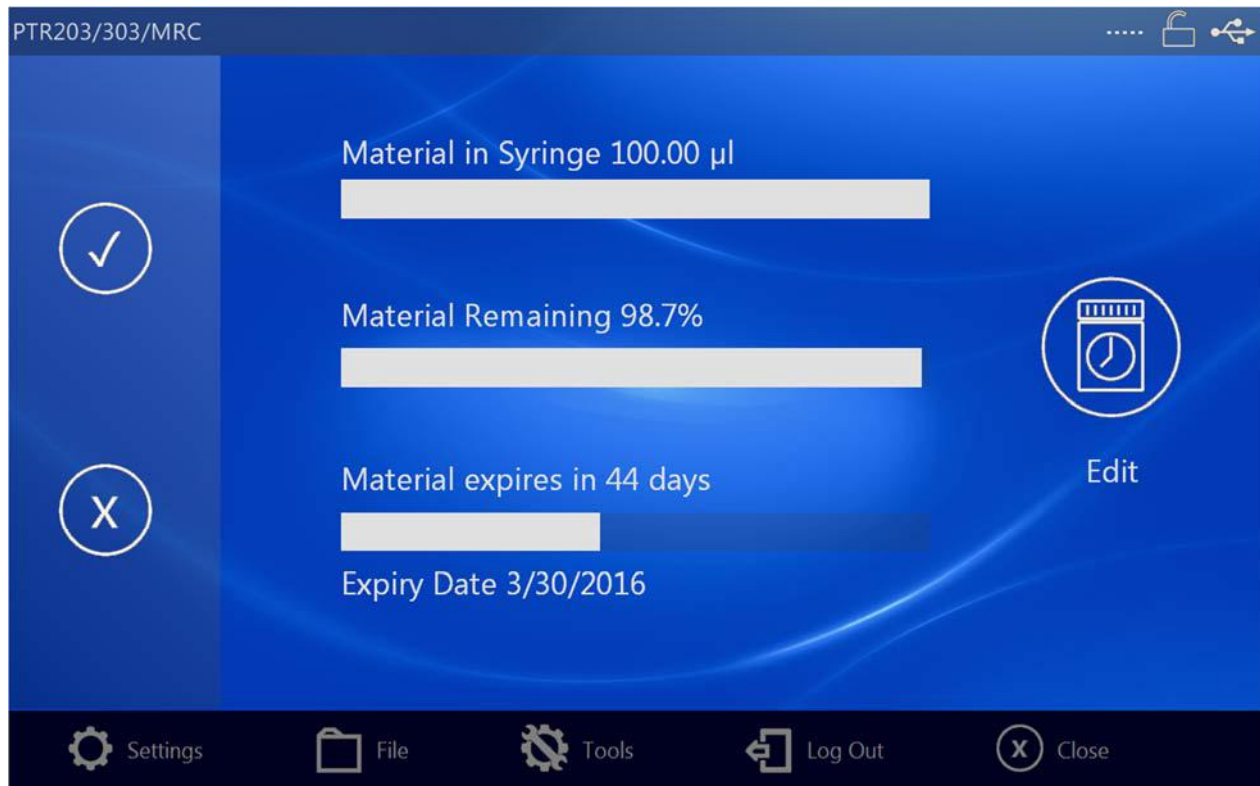 PTR203/303/MRC
.....
Material in Syringe 100.00 µl
✓
Material Remaining 98.7%
Material expires in 44 days
X
Edit
Expiry Date 3/30/2016
Settings
File
Tools
Log Out
X
Close